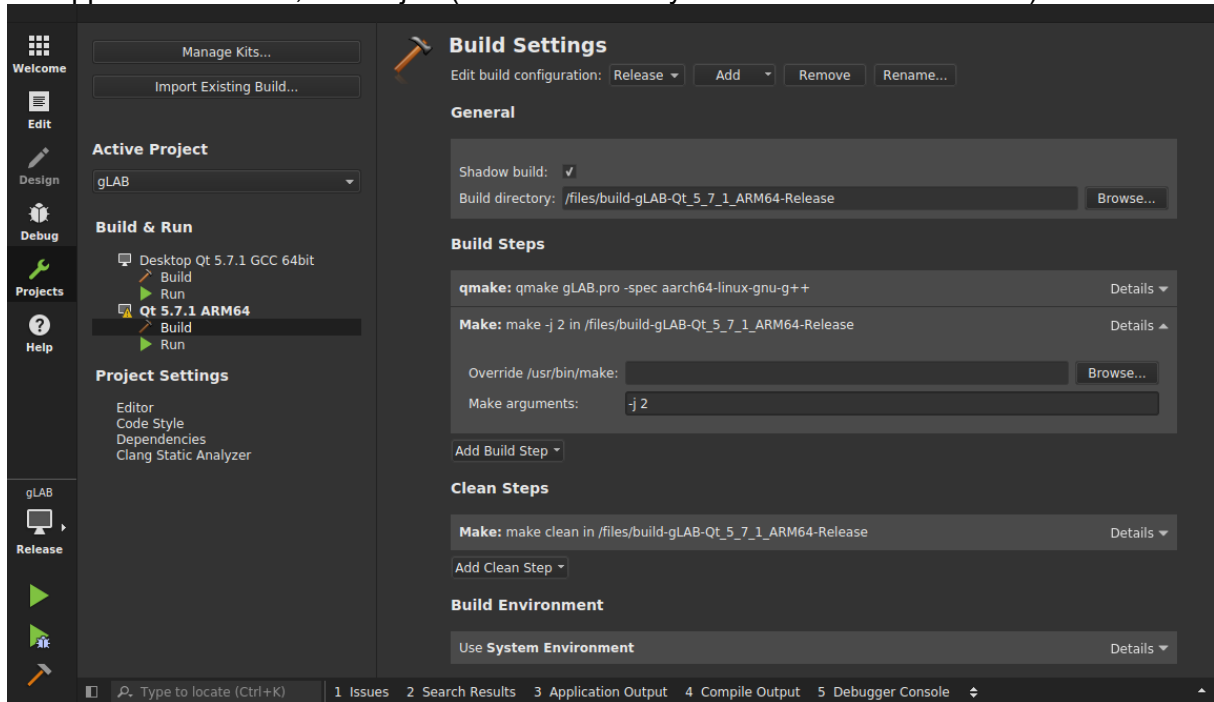 Welcome
Edit
Design
Debug
Projects
Help
gLAB
Release
Manage Kits...
Import Existing Build...
Active Project
gLAB
Build & Run
Desktop Qt 5.7.1 GCC 64bit
Build
Run
Qt 5.7.1 ARM64
Build
Run
Project Settings
Editor
Code Style
Dependencies
Clang Static Analyzer
Build Settings
Edit build configuration: Release Add Remove Rename...
General
Shadow build:
Build directory: /files/build-gLAB-Qt_5_7_1_ARM64-Release Browse...
Build Steps
qmake: qmake gLAB.pro -spec aarch64-linux-gnu-g++ Details
Make: make -j 2 in /files/build-gLAB-Qt_5_7_1_ARM64-Release Details
Override /usr/bin/make: Browse...
Make arguments: -j 2
Add Build Step
Clean Steps
Make: make clean in /files/build-gLAB-Qt_5_7_1_ARM64-Release Details
Add Clean Step
Build Environment
Use System Environment Details
Type to locate (Ctrl+K) 1 Issues 2 Search Results 3 Application Output 4 Compile Output 5 Debugger Console